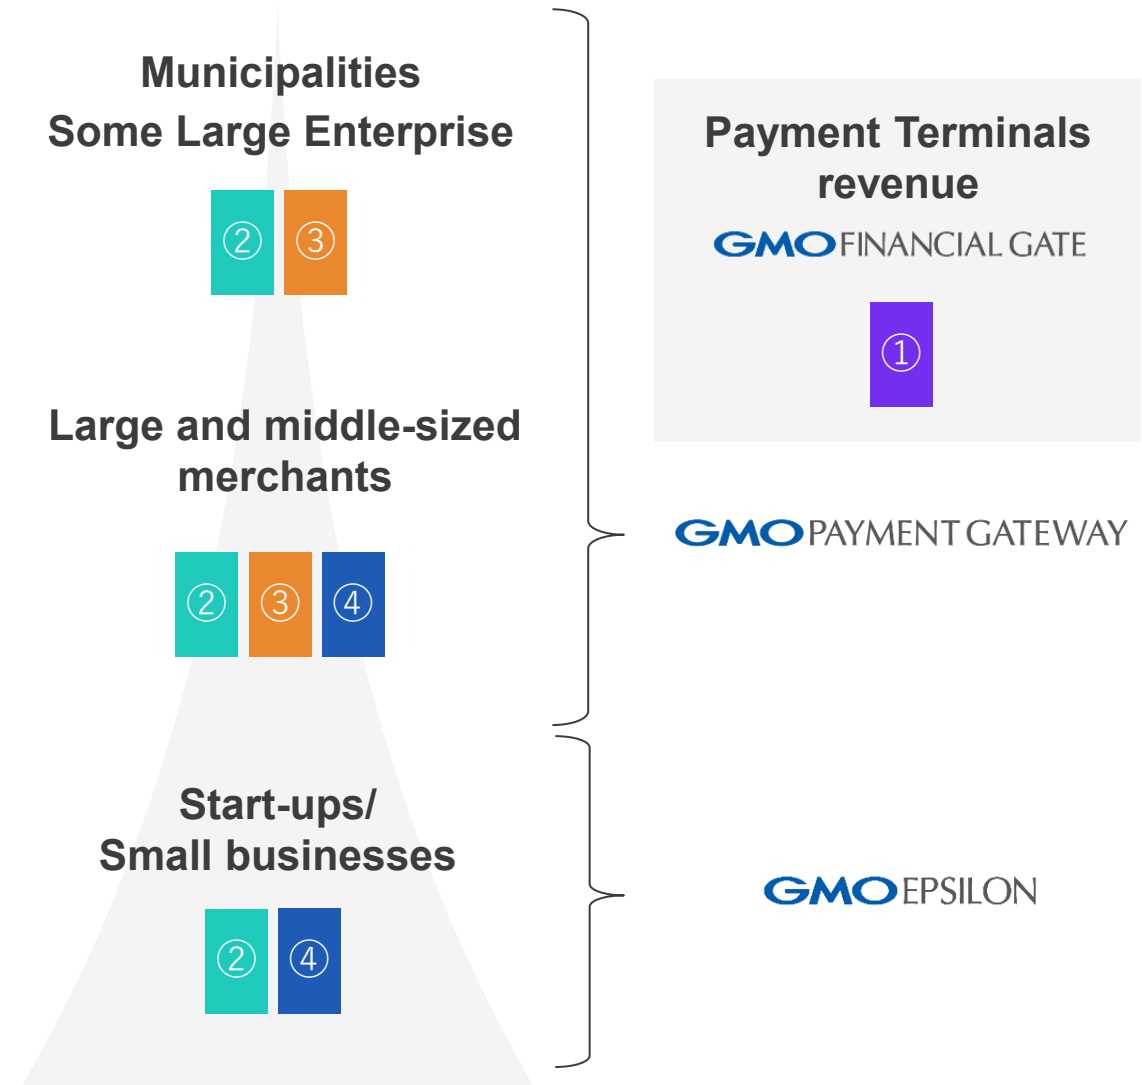 Municipalities
Some Large Enterprise
② ③
Large and middle-sized
merchants
② ③ ④
Start-ups/
Small businesses
② ④
Payment Terminals
revenue
GMO FINANCIAL GATE
①
GMO PAYMENT GATEWAY
GMO EPSILON